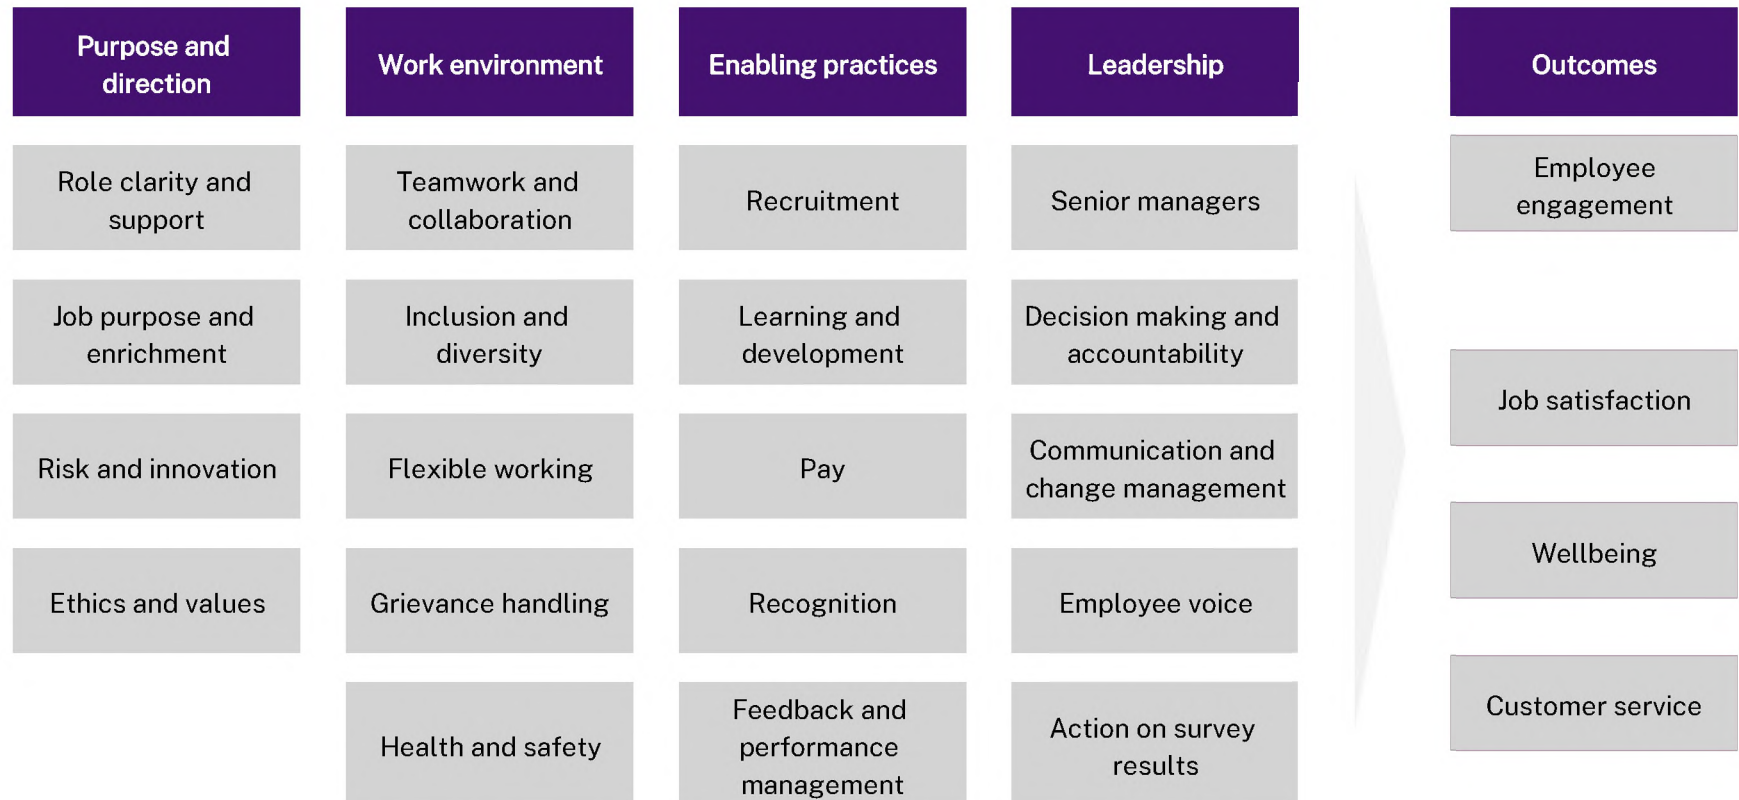 Purpose and
direction
Role clarity and
support
Job purpose and
enrichment
Risk and innovation
Ethics and values
Work environment
Teamwork and
collaboration
Inclusion and
diversity
Flexible working
Grievance handling
Health and safety
Enabling practices
Recruitment
Learning and
development
Pay
Recognition
Feedback and
performance
management
Leadership
Senior managers
Decision making and
accountability
Communication and
change management
Employee voice
Action on survey
results
Outcomes
Employee
engagement
Job satisfaction
Wellbeing
Customer service